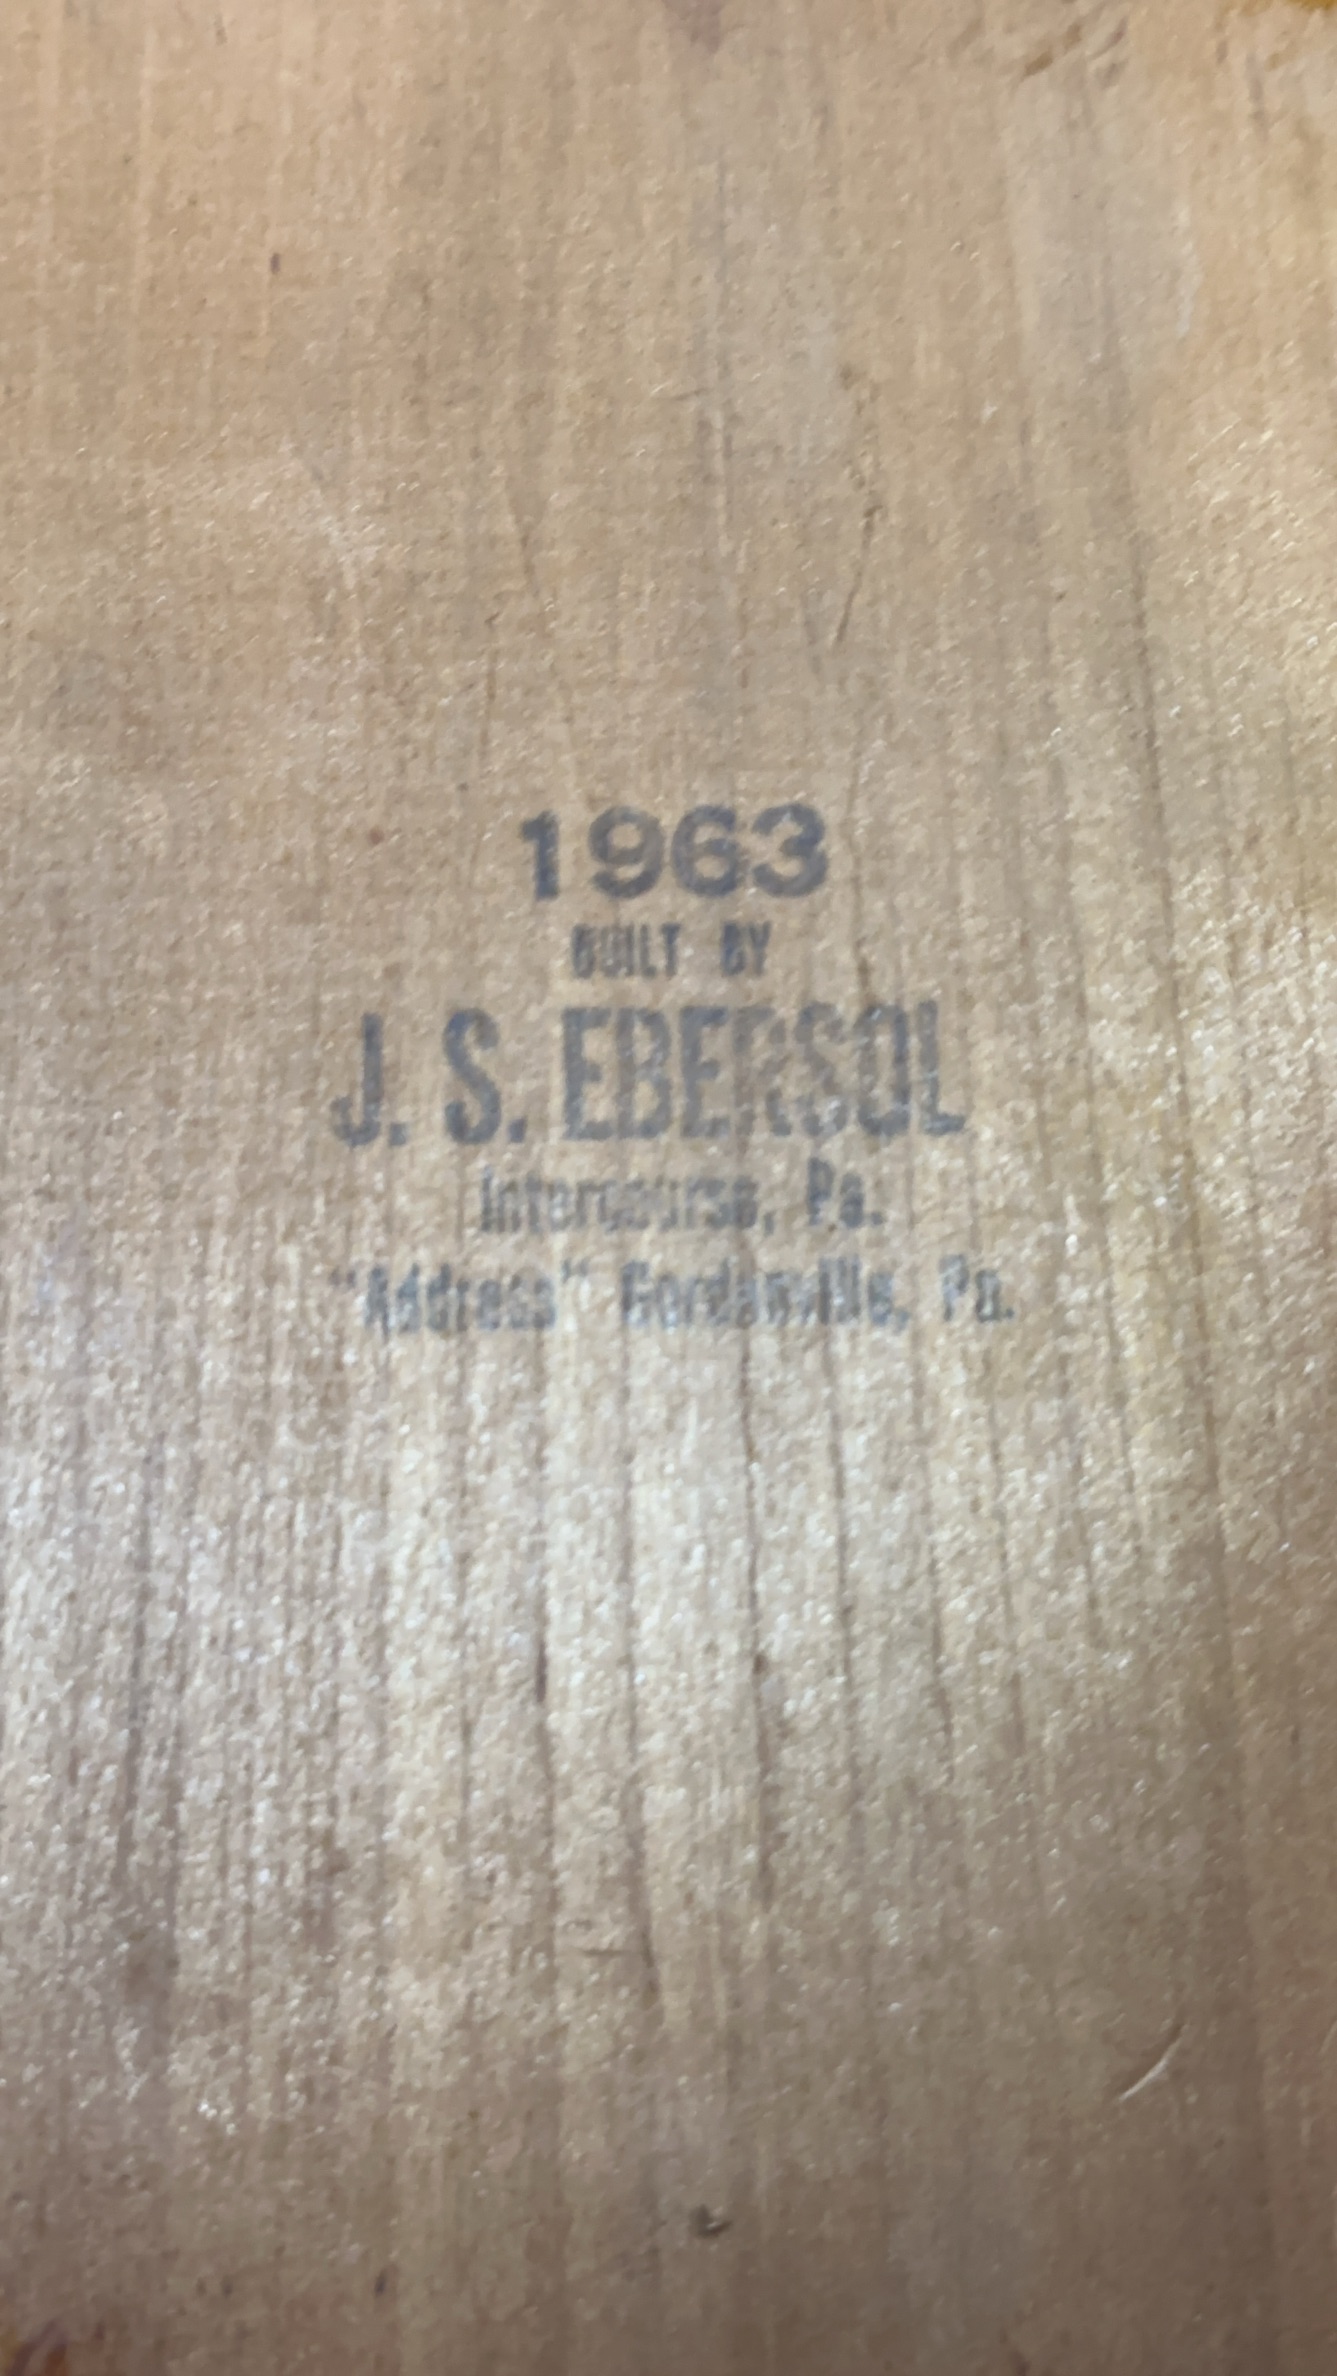 1963
BUILT BY
J. S. EBERSOL
Intercourse, Pa.
"Address" Gordonville, Pa.